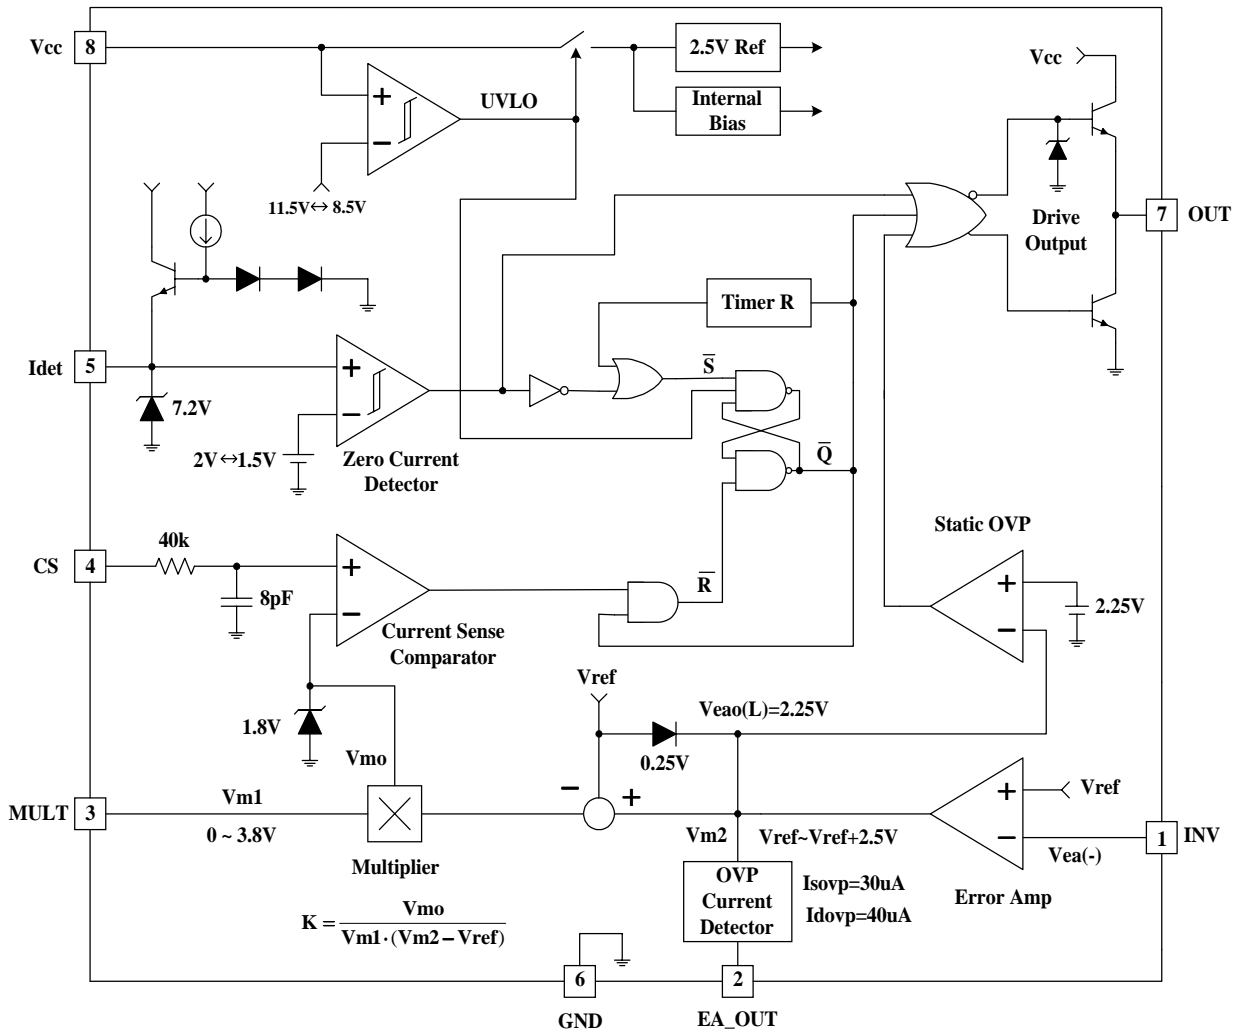 Vcc
8
2.5V Ref
Vcc
UVLO
Internal
Bias
11.5V↔8.5V
7
OUT
Drive
Output
Timer R
Idet
5
S̅
7.2V
2V↔1.5V
Zero Current
Detector
Q̅
Static OVP
40k
CS
4
8pF
R̅
2.25V
Current Sense
Comparator
Vref
1.8V
Veao(L)=2.25V
Vmo
0.25V
MULT
3
Vm1
0 ~ 3.8V
Multiplier
Vm2
Vref~Vref+2.5V
Vref
1
INV
Vea(-)
Error Amp
OVP
Current
Detector
Isovp=30uA
Idovp=40uA
K = Vmo / Vm1·(Vm2−Vref)
6
GND
2
EA_OUT